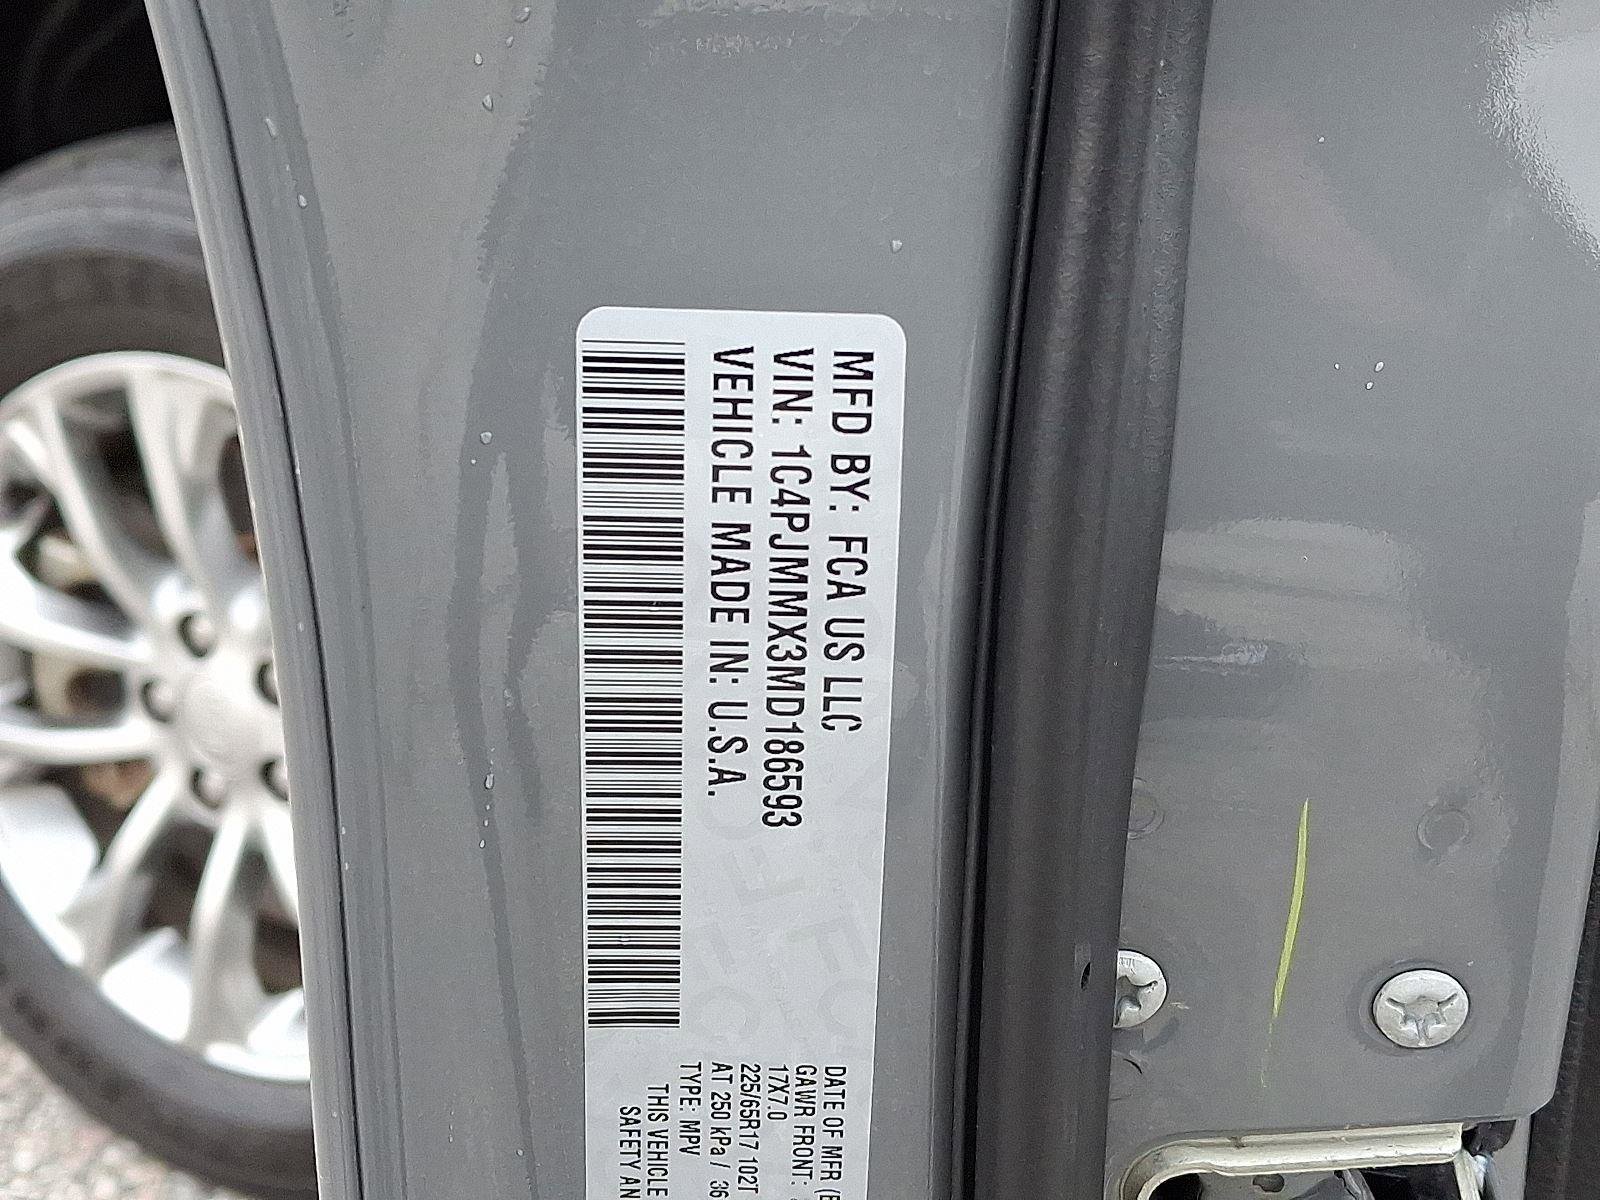 MFD BY: FCA US LLC
VIN: 1C4PJMMX3MD186593
VEHICLE MADE IN: U.S.A.
DATE OF MFR
GAWR FRONT:
17X7.0
225/65R17 102T
AT 250 kPa / 36
TYPE: MPV
THIS VEHICLE
SAFETY AN